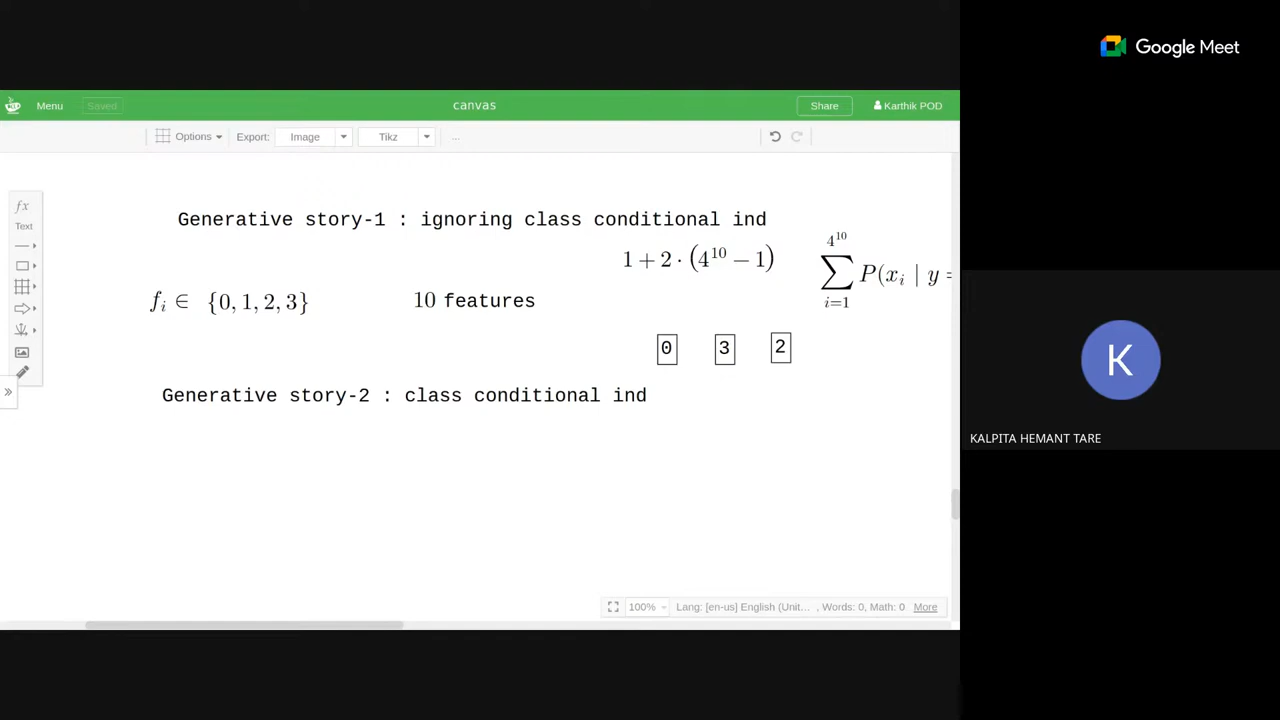 Google Meet
Menu Saved canvas Share Karthik POD
Options Export: Image Tikz ...
fx
Text
Generative story-1 : ignoring class conditional ind
1 + 2 · (4^10 − 1)
∑_{i=1}^{4^10} P(x_i | y =
f_i ∈ {0, 1, 2, 3} 10 features
0 3 2
Generative story-2 : class conditional ind
K
KALPITA HEMANT TARE
100% Lang: [en-us] English (Unit... , Words: 0, Math: 0 More